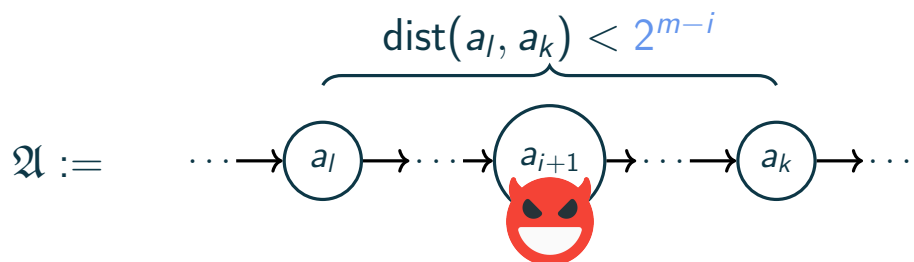 dist(a_l, a_k) < 2^{m−i}
𝔄 := ··· a_l ··· a_{i+1} ··· a_k ···